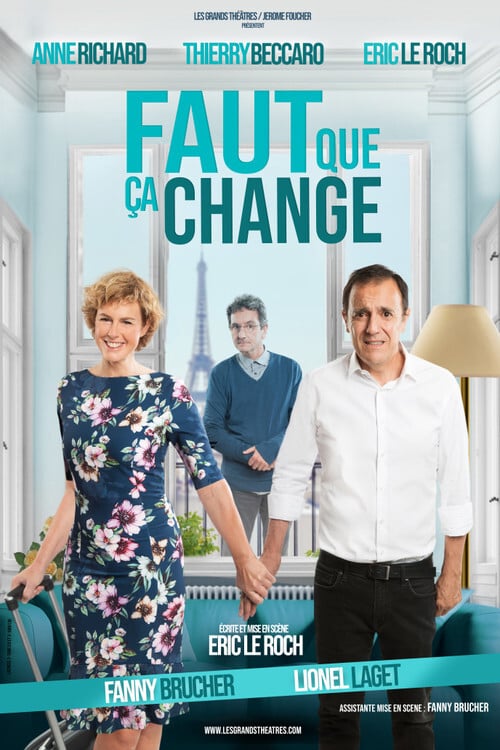 LES GRANDS THÉÂTRES / JEROME FOUCHER
PRÉSENTENT
ANNE RICHARD THIERRY BECCARO ERIC LE ROCH
FAUT QUE
ÇA CHANGE
ÉCRITE ET MISE EN SCÈNE
ERIC LE ROCH
FANNY BRUCHER LIONEL LAGET
ASSISTANTE MISE EN SCENE : FANNY BRUCHER
WWW.LESGRANDSTHEATRES.COM